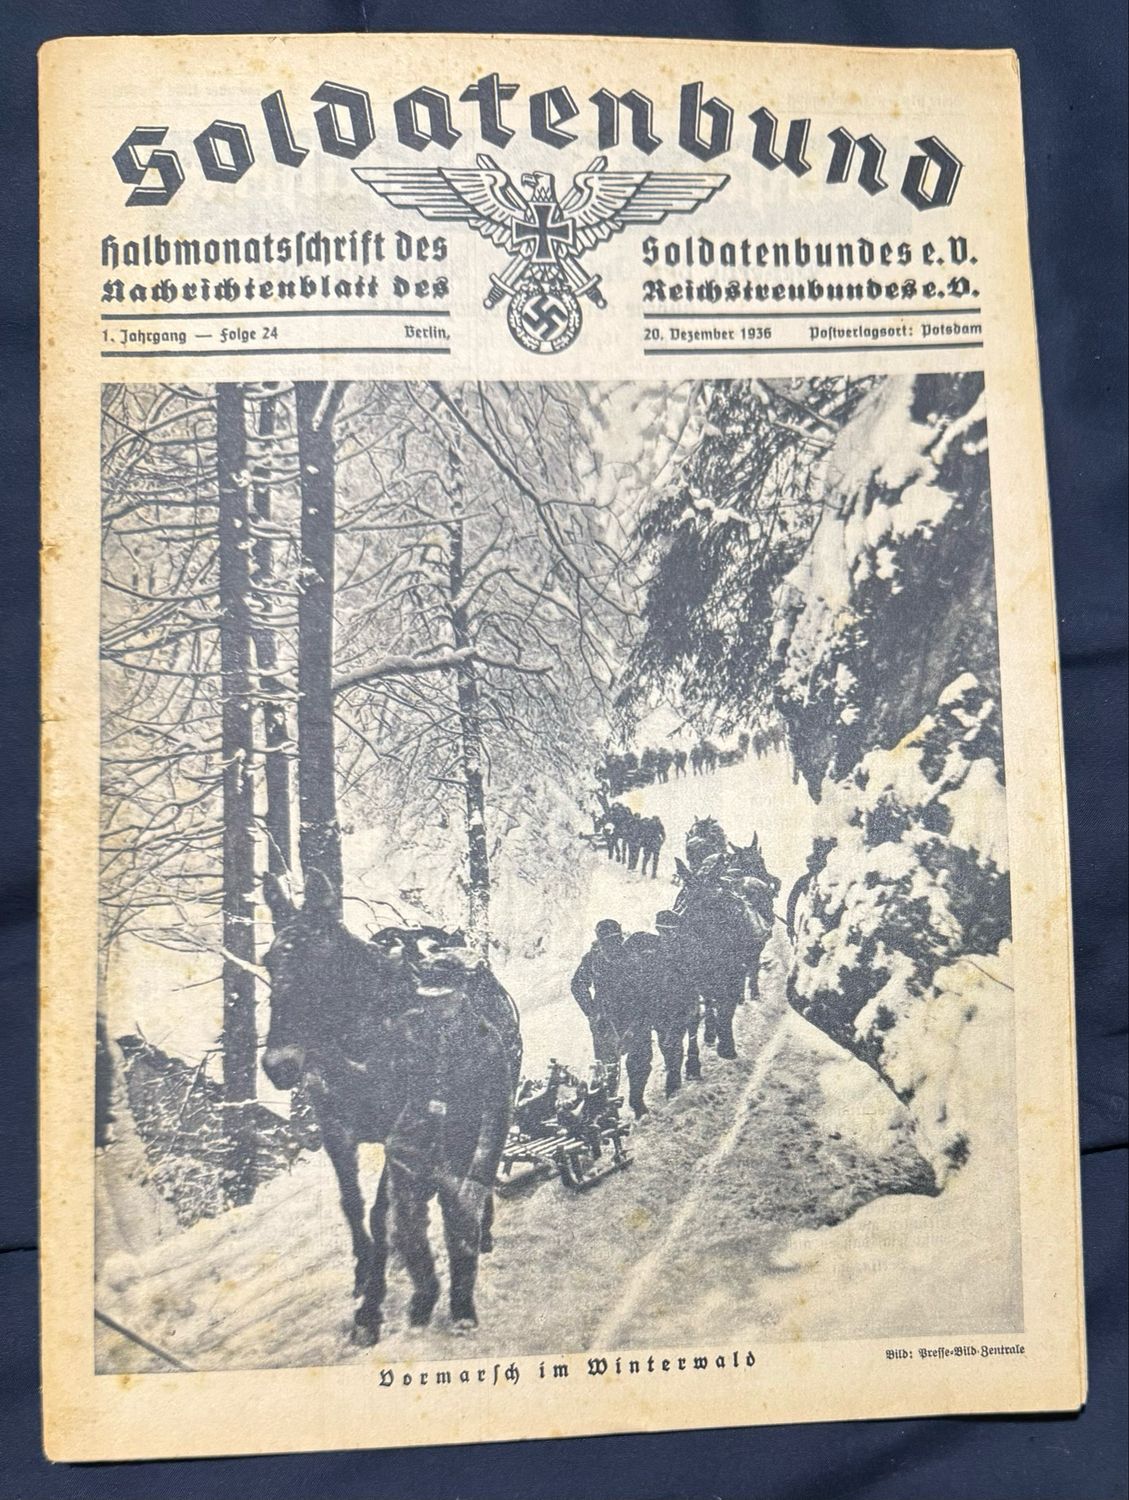 Soldatenbund
Halbmonatsschrift des Soldatenbundes e.V.
Nachrichtenblatt des Reichstreubundes e.V.
1. Jahrgang — Folge 24 Berlin, 20. Dezember 1936 Postverlagsort: Potsdam
Vormarsch im Winterwald
Bild: Presse-Bild-Zentrale